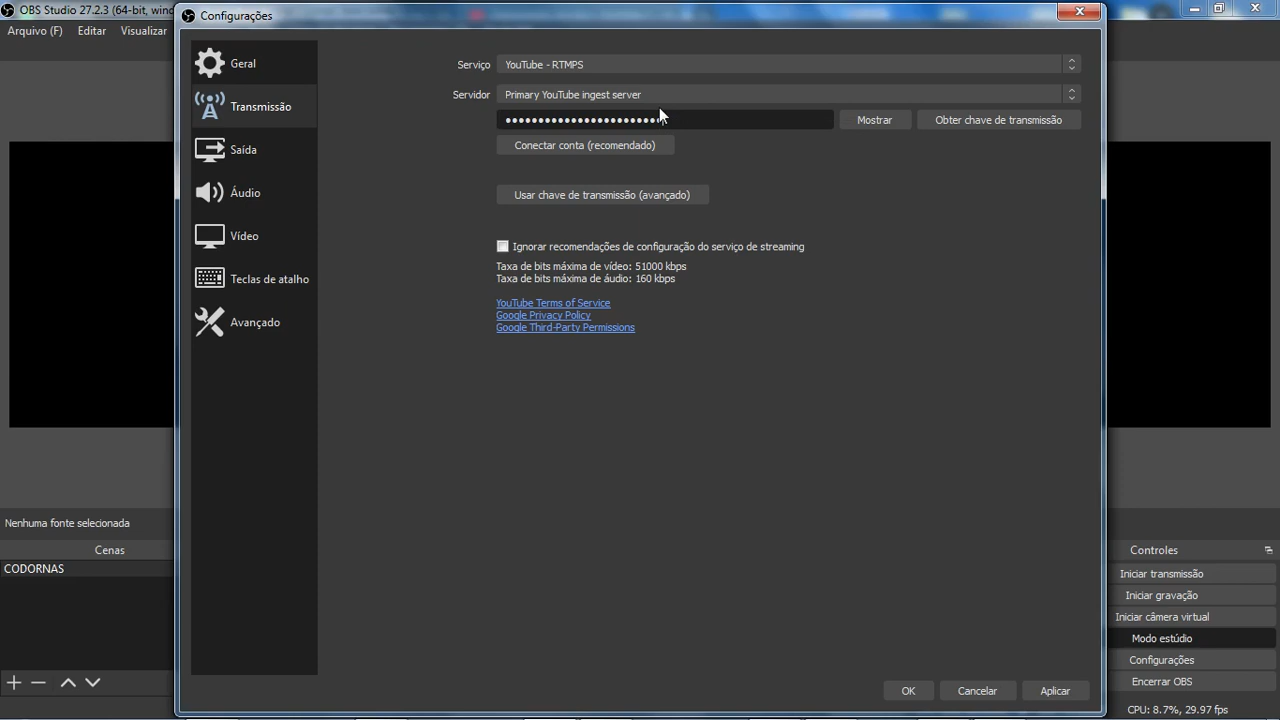 OBS Studio 27.2.3 (64-bit, wind
Configurações
Arquivo (F) Editar Visualizar
Geral
Transmissão
Saída
Áudio
Vídeo
Teclas de atalho
Avançado
Serviço YouTube - RTMPS
Servidor Primary YouTube ingest server
Mostrar Obter chave de transmissão
Conectar conta (recomendado)
Usar chave de transmissão (avançado)
Ignorar recomendações de configuração do serviço de streaming
Taxa de bits máxima de vídeo: 51000 kbps
Taxa de bits máxima de áudio: 160 kbps
YouTube Terms of Service
Google Privacy Policy
Google Third-Party Permissions
Nenhuma fonte selecionada
Cenas
CODORNAS
Controles
Iniciar transmissão
Iniciar gravação
Iniciar câmera virtual
Modo estúdio
Configurações
Encerrar OBS
OK Cancelar Aplicar
CPU: 8.7%, 29.97 fps